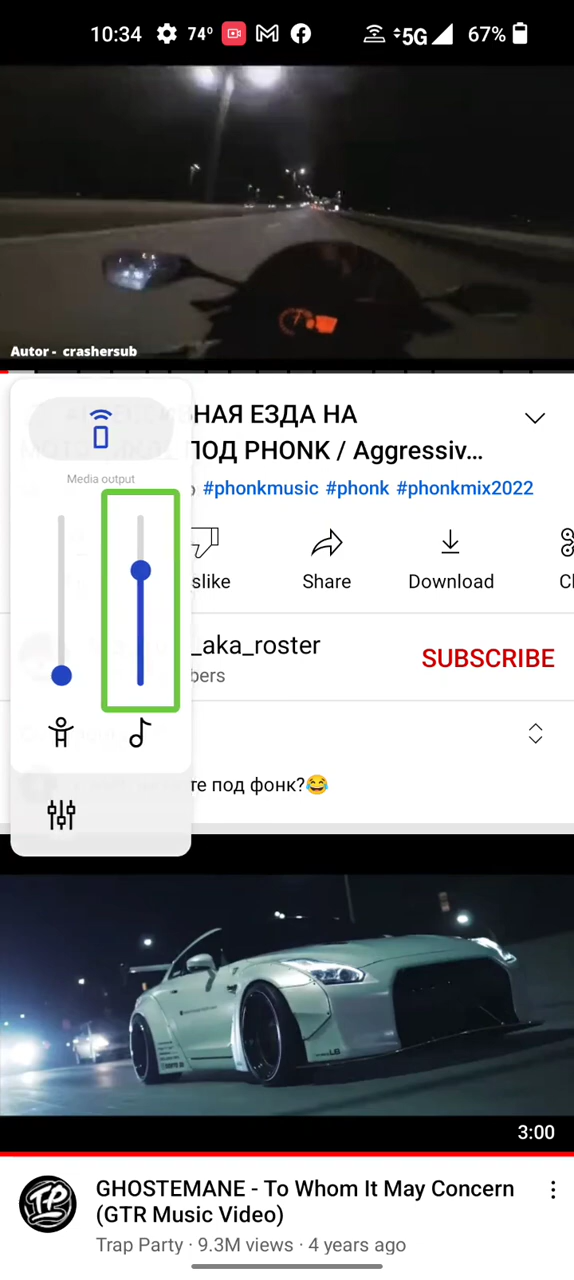 10:34 74° 5G 67%
Autor - crashersub
НАЯ ЕЗДА НА
ПОД PHONK / Aggressiv...
Media output
#phonkmusic #phonk #phonkmix2022
slike Share Download Cl
_aka_roster
bers
SUBSCRIBE
те под фонк?😂
3:00
TP
GHOSTEMANE - To Whom It May Concern
(GTR Music Video)
Trap Party · 9.3M views · 4 years ago